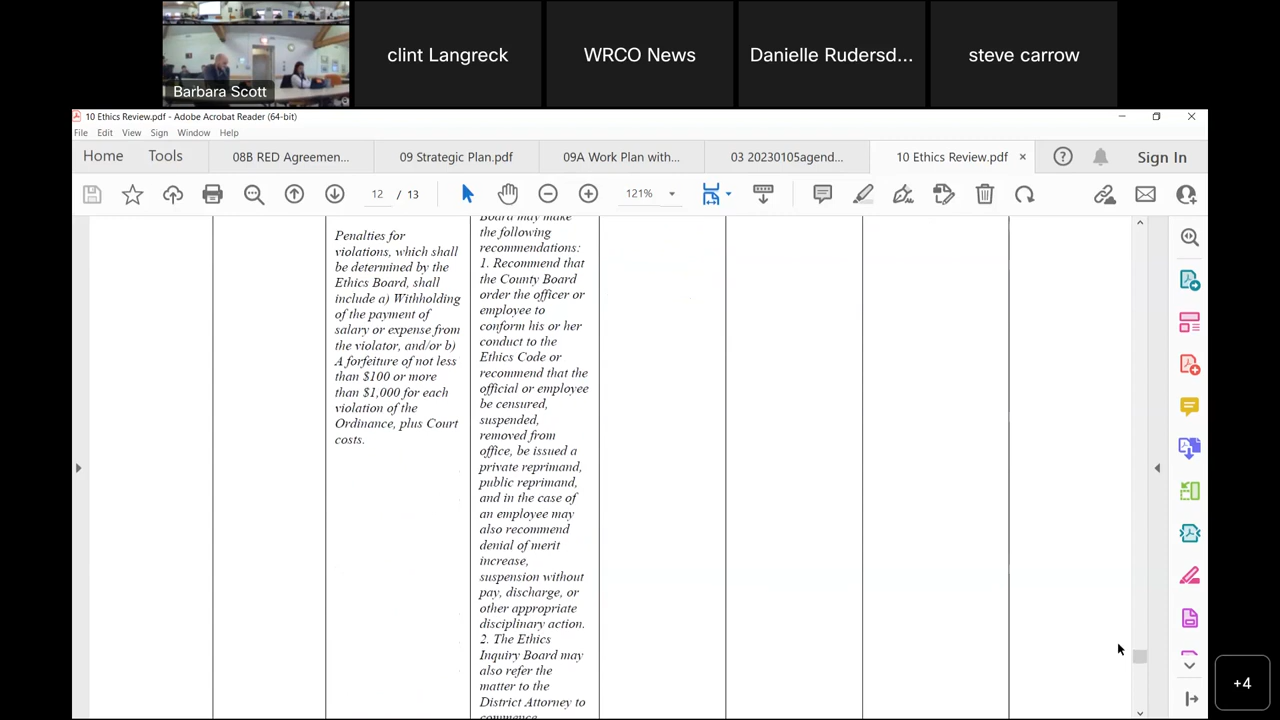 clint Langreck
WRCO News
Danielle Rudersd...
steve carrow
Barbara Scott
10 Ethics Review.pdf - Adobe Acrobat Reader (64-bit)
File Edit View Sign Window Help
Home Tools 08B RED Agreemen... 09 Strategic Plan.pdf 09A Work Plan with... 03 20230105agend... 10 Ethics Review.pdf × Sign In
12 / 13 121%
Penalties for
violations, which shall
be determined by the
Ethics Board, shall
include a) Withholding
of the payment of
salary or expense from
the violator, and/or b)
A forfeiture of not less
than $100 or more
than $1,000 for each
violation of the
Ordinance, plus Court
costs.
Board may make
the following
recommendations:
1. Recommend that
the County Board
order the officer or
employee to
conform his or her
conduct to the
Ethics Code or
recommend that the
official or employee
be censured,
suspended,
removed from
office, be issued a
private reprimand,
public reprimand,
and in the case of
an employee may
also recommend
denial of merit
increase,
suspension without
pay, discharge, or
other appropriate
disciplinary action.
2. The Ethics
Inquiry Board may
also refer the
matter to the
District Attorney to
commence
+4